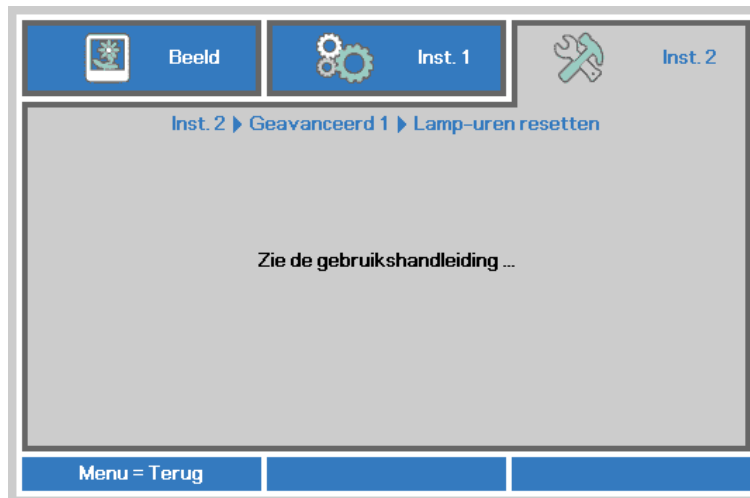 Beeld
Inst. 1
Inst. 2
Inst. 2 ▶ Geavanceerd 1 ▶ Lamp-uren resetten
Zie de gebruikshandleiding ...
Menu = Terug